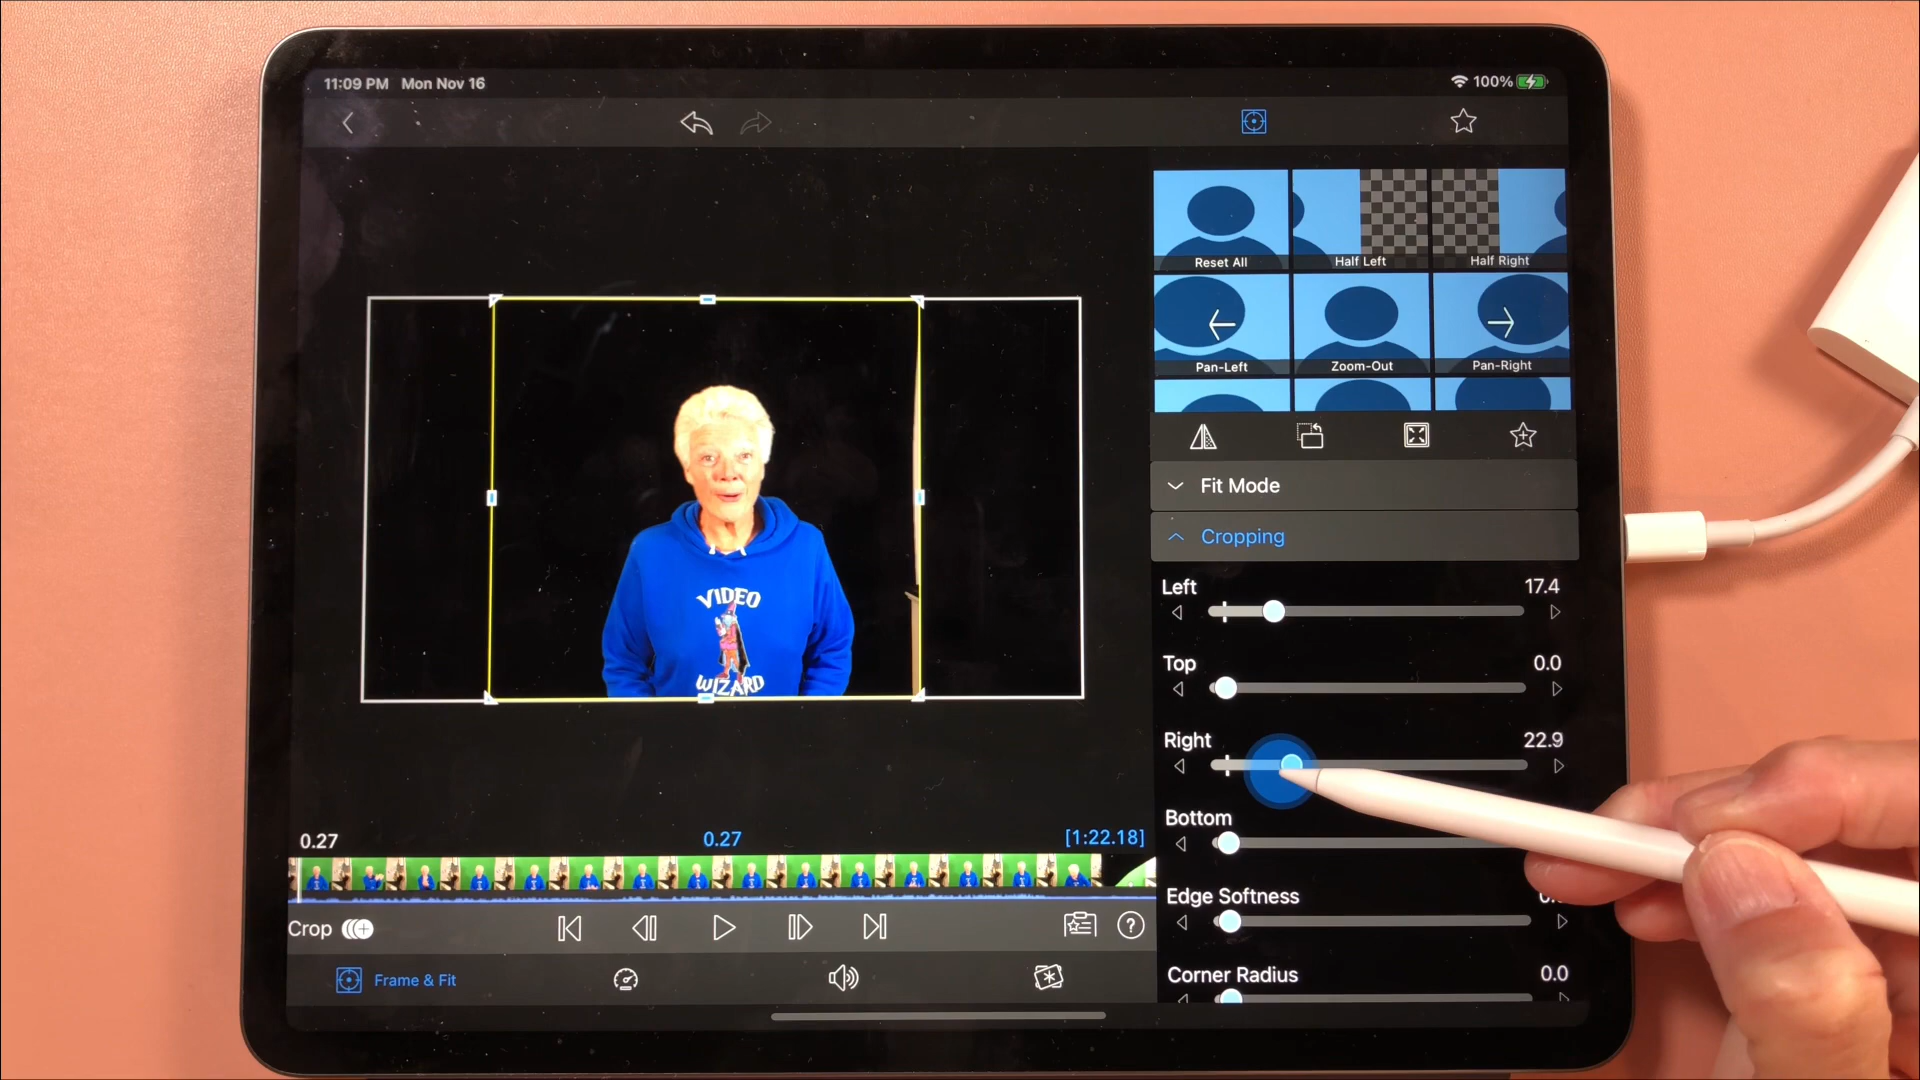 11:09 PM Mon Nov 16
100%
Reset All
Half Left
Half Right
Pan-Left
Zoom-Out
Pan-Right
Fit Mode
Cropping
Left 17.4
Top 0.0
Right 22.9
Bottom
Edge Softness
Corner Radius 0.0
VIDEO
WIZARD
0.27
0.27
[1:22.18]
Crop
?
Frame & Fit